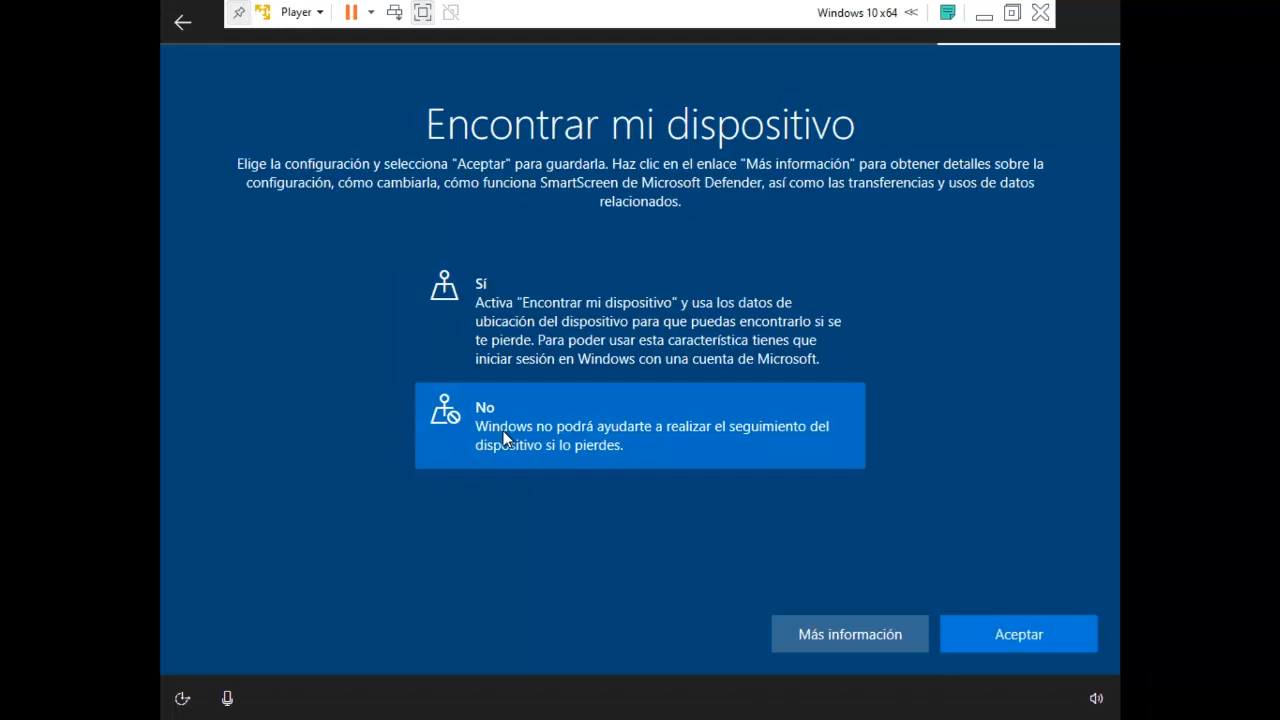 Player
Windows 10 x64
Encontrar mi dispositivo
Elige la configuración y selecciona "Aceptar" para guardarla. Haz clic en el enlace "Más información" para obtener detalles sobre la
configuración, cómo cambiarla, cómo funciona SmartScreen de Microsoft Defender, así como las transferencias y usos de datos
relacionados.
Sí
Activa "Encontrar mi dispositivo" y usa los datos de
ubicación del dispositivo para que puedas encontrarlo si se
te pierde. Para poder usar esta característica tienes que
iniciar sesión en Windows con una cuenta de Microsoft.
No
Windows no podrá ayudarte a realizar el seguimiento del
dispositivo si lo pierdes.
Más información
Aceptar